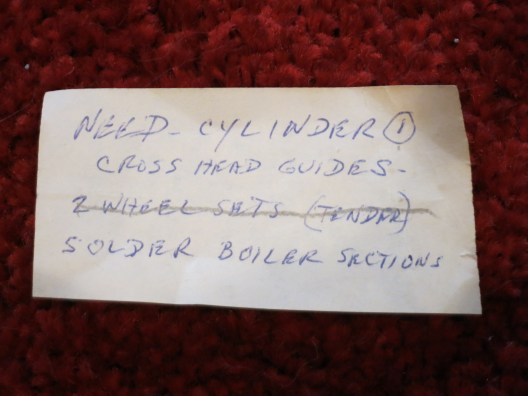 NEED - CYLINDER ①
CROSS HEAD GUIDES -
2 WHEEL SETS (TENDER)
SOLDER BOILER SECTIONS